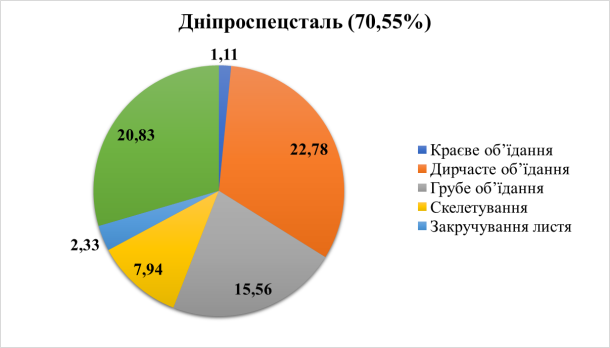 Дніпроспецсталь (70,55%)
1,11
20,83
22,78
2,33
7,94
15,56
Краєве об’їдання
Дирчасте об’їдання
Грубе об’їдання
Скелетування
Закручування листя